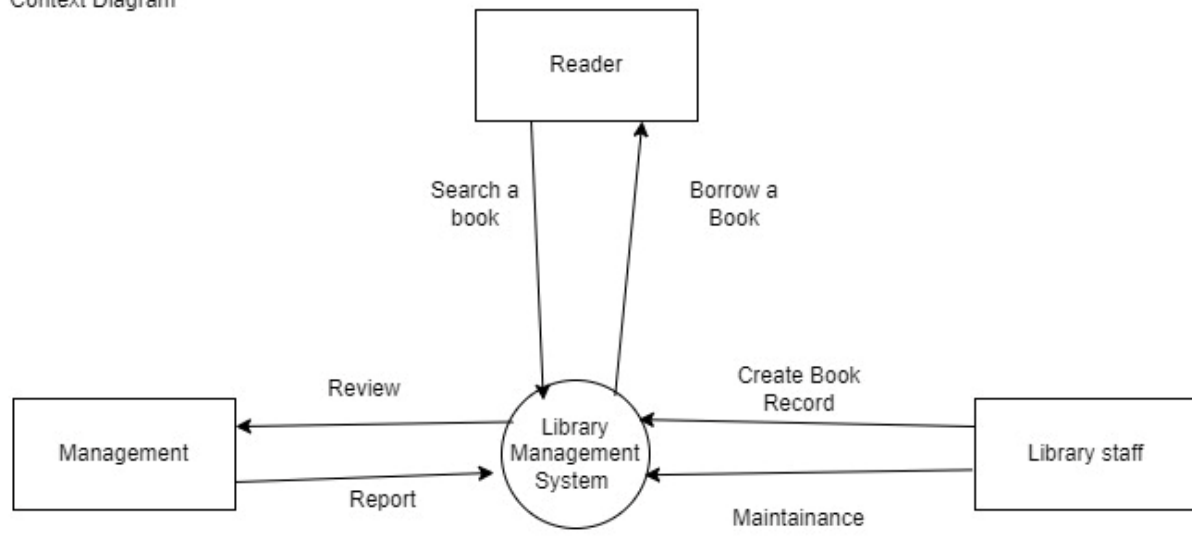 Context Diagram
Reader
Search a
book
Borrow a
Book
Review
Create Book
Record
Management
Library
Management
System
Library staff
Report
Maintainance